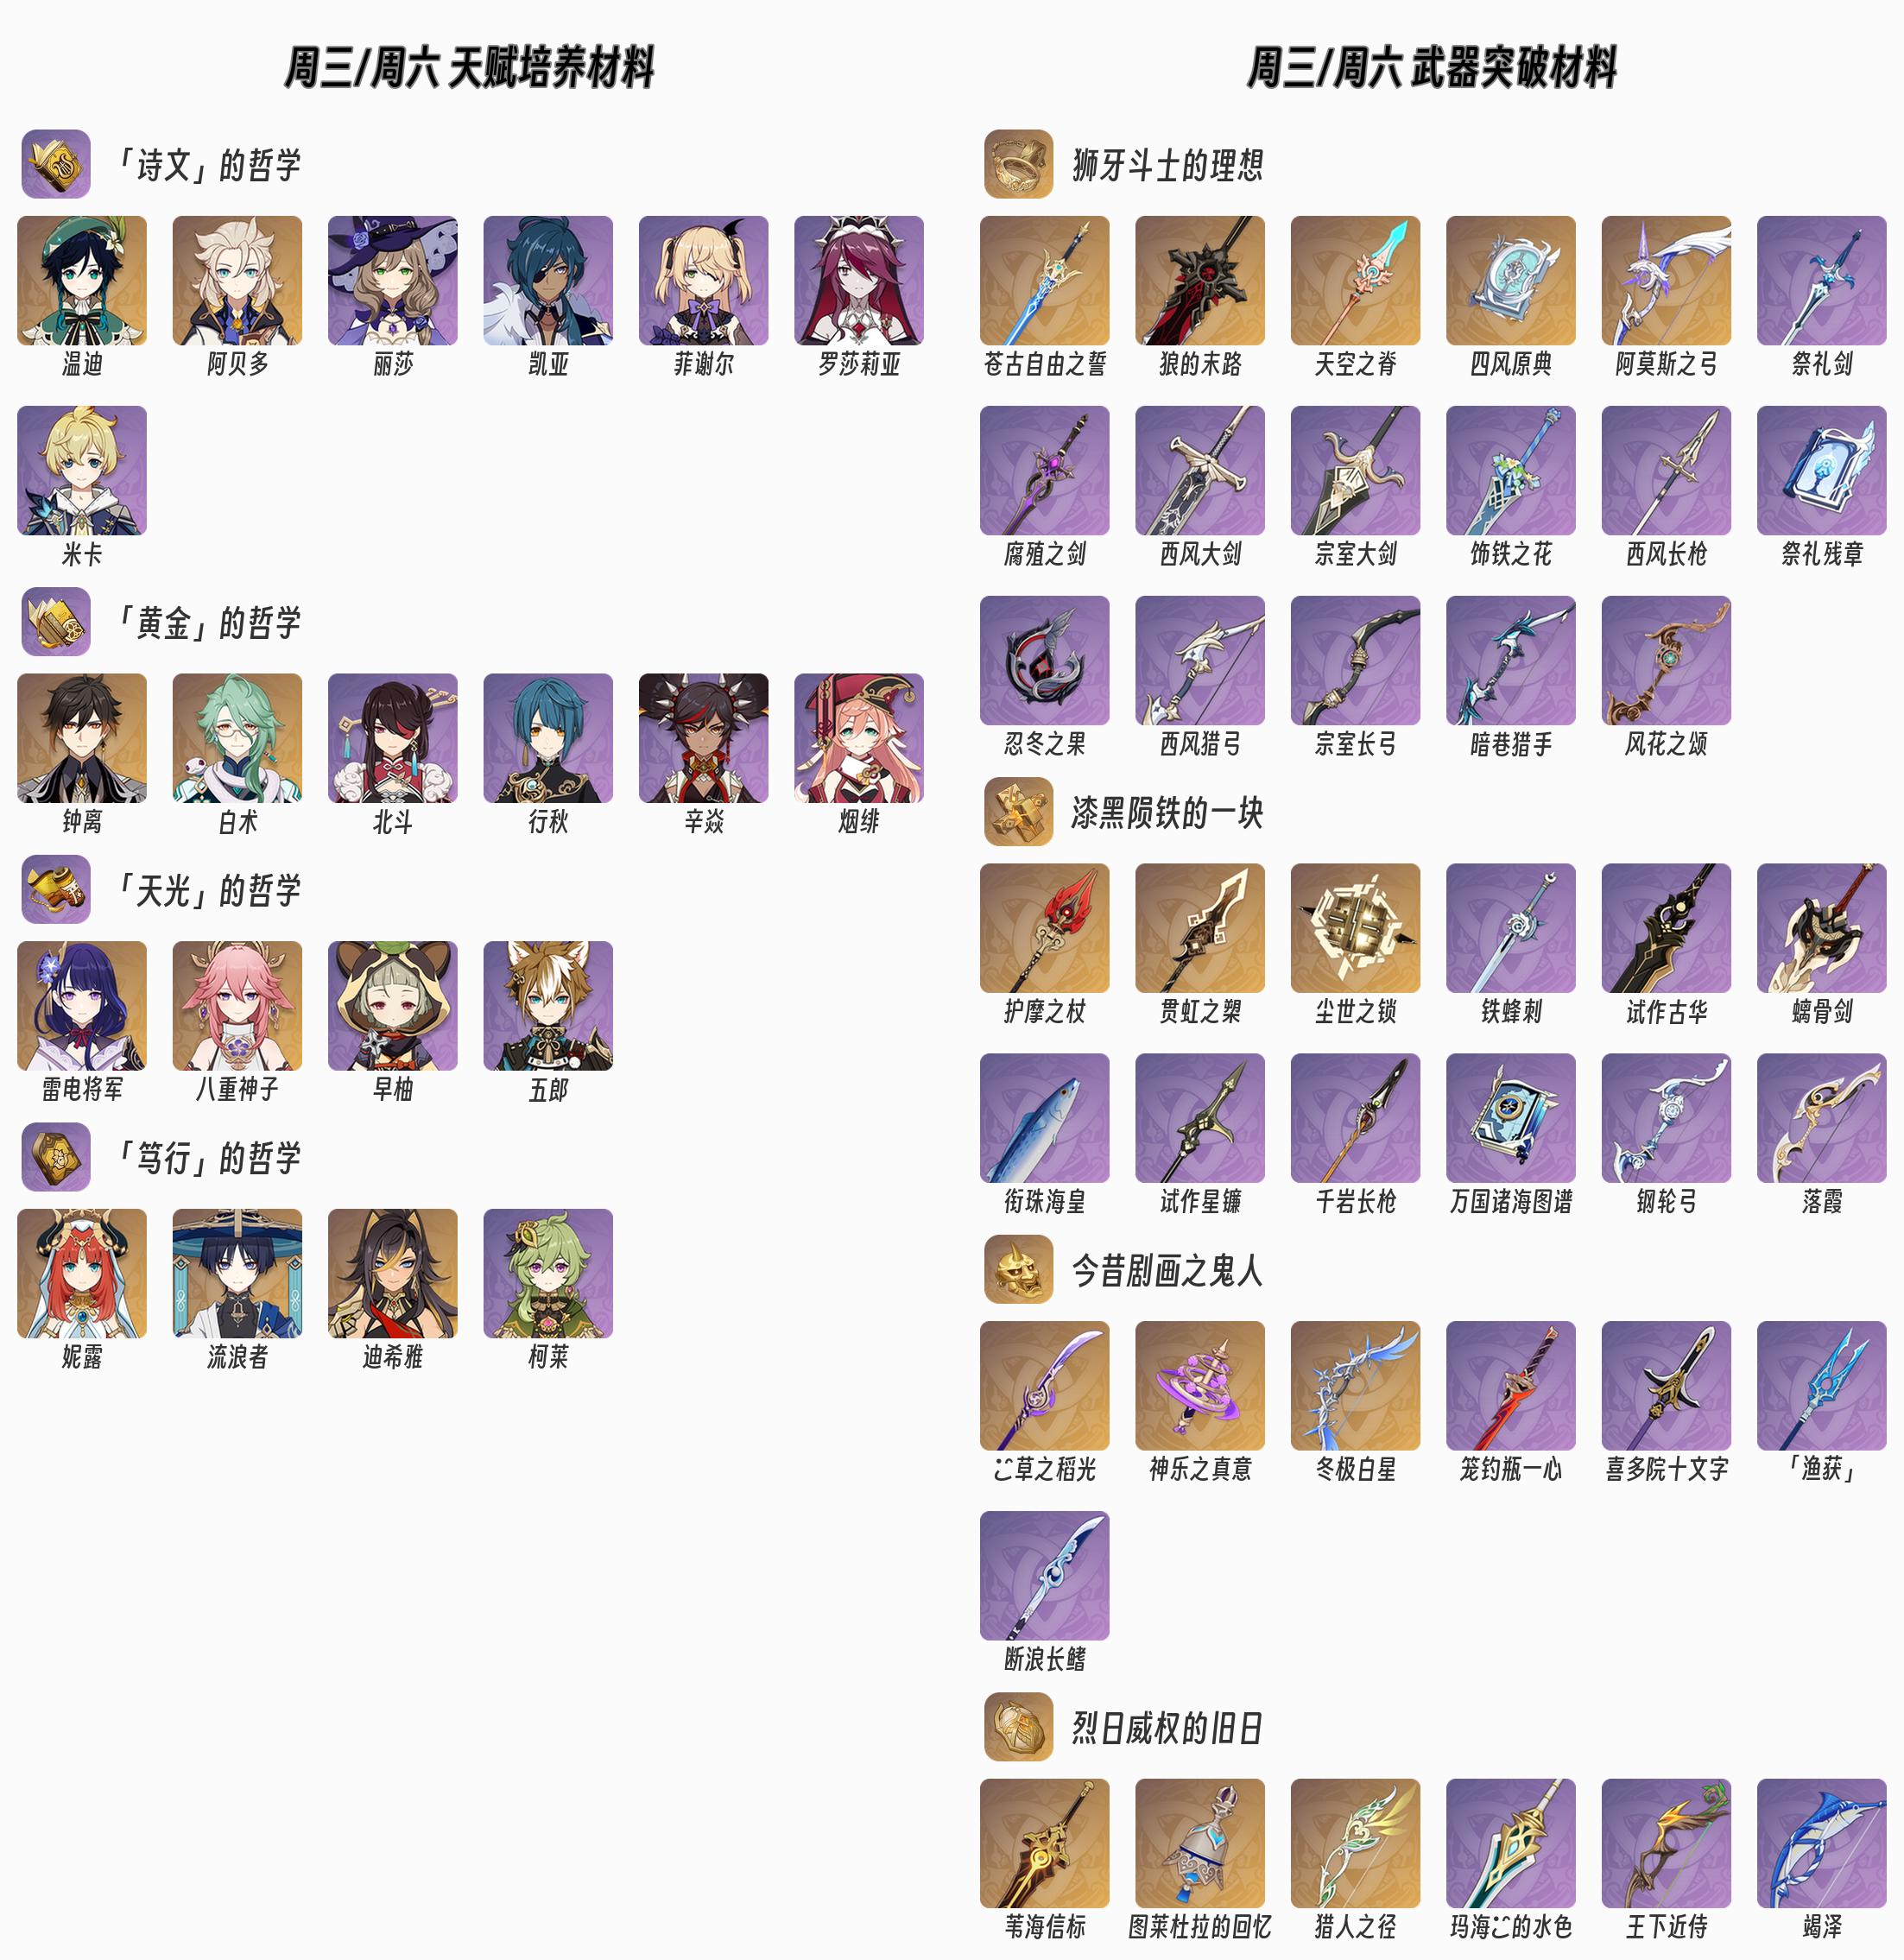 周三/周六 天赋培养材料
「诗文」的哲学
温迪
阿贝多
丽莎
凯亚
菲谢尔
罗莎莉亚
米卡
「黄金」的哲学
钟离
白术
北斗
行秋
辛焱
烟绯
「天光」的哲学
雷电将军
八重神子
早柚
五郎
「笃行」的哲学
妮露
流浪者
迪希雅
柯莱
周三/周六 武器突破材料
狮牙斗士的理想
苍古自由之誓
狼的末路
天空之脊
四风原典
阿莫斯之弓
祭礼剑
腐殖之剑
西风大剑
宗室大剑
饰铁之花
西风长枪
祭礼残章
忍冬之果
西风猎弓
宗室长弓
暗巷猎手
风花之颂
漆黑陨铁的一块
护摩之杖
贯虹之槊
尘世之锁
铁蜂刺
试作古华
螭骨剑
衔珠海皇
试作星镰
千岩长枪
万国诸海图谱
钢轮弓
落霞
今昔剧画之鬼人
草之稻光
神乐之真意
冬极白星
笼钓瓶一心
喜多院十文字
「渔获」
断浪长鳍
烈日威权的旧日
苇海信标
图莱杜拉的回忆
猎人之径
玛海的水色
王下近侍
竭泽